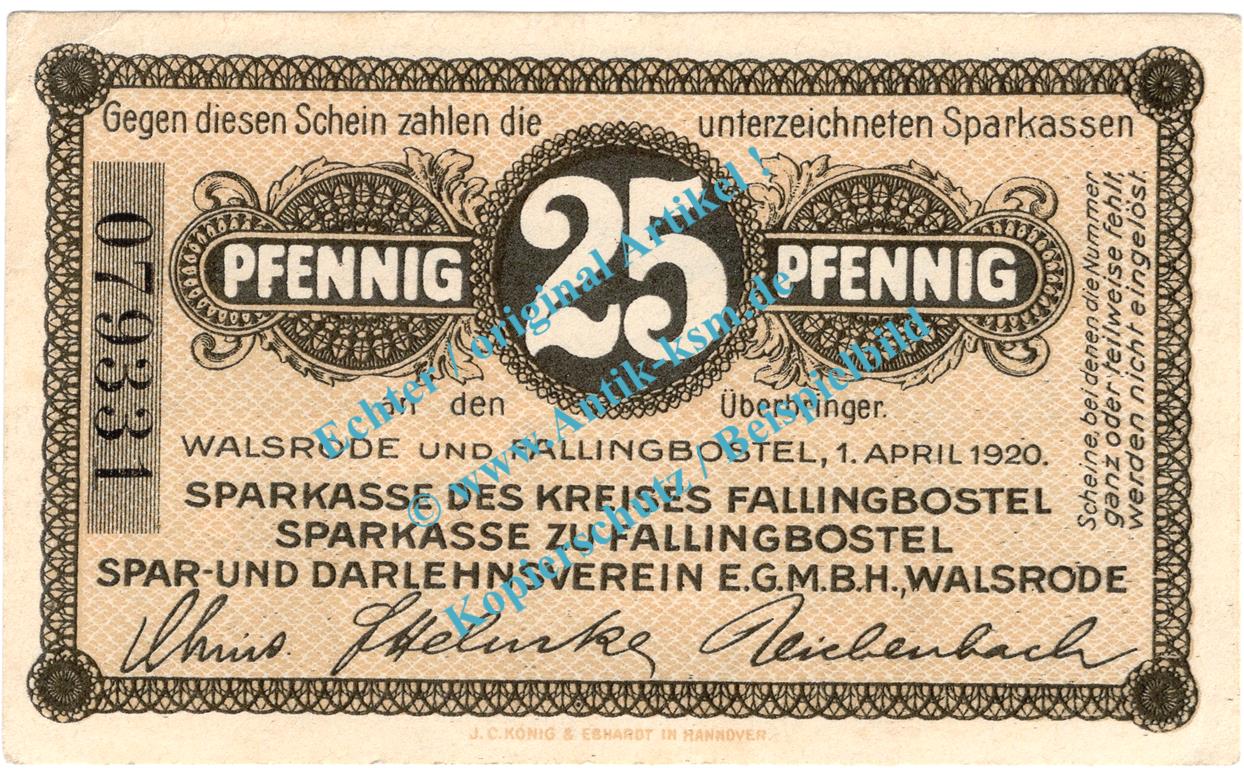 Gegen diesen Schein zahlen die unterzeichneten Sparkassen
PFENNIG 25 PFENNIG
an den Überbringer.
WALSRODE UND FALLINGBOSTEL, 1. APRIL 1920.
SPARKASSE DES KREISES FALLINGBOSTEL
SPARKASSE ZU FALLINGBOSTEL
SPAR-UND DARLEHNSVEREIN E.G.M.B.H., WALSRODE
Reichenbach
J. C. KÖNIG & EBHARDT IN HANNOVER.
079331
Scheine, bei denen die Nummer
ganz oder teilweise fehlt,
werden nicht eingelöst.
Echter / original Artikel !
© www.Antik-ksm.de
Kopierschutz / Beispielbild